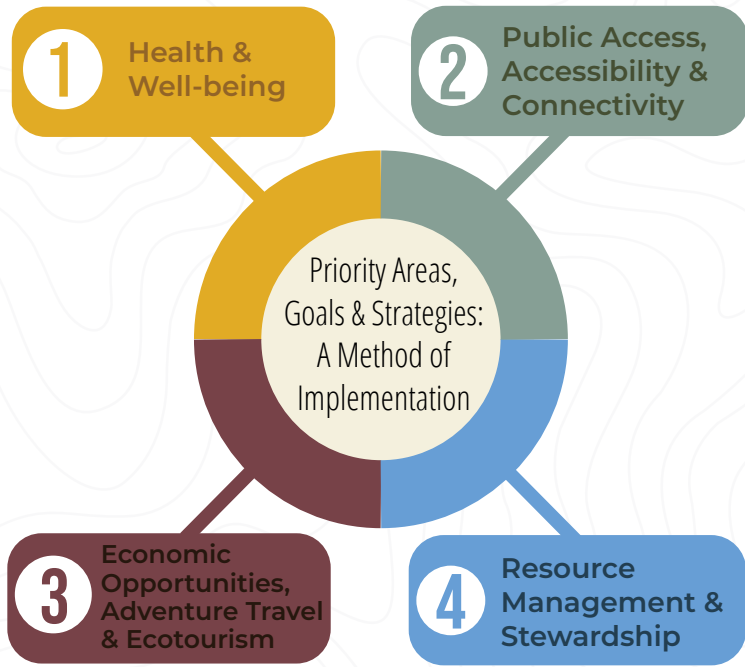 1
Health &
Well-being
2
Public Access,
Accessibility &
Connectivity
Priority Areas,
Goals & Strategies:
A Method of
Implementation
3
Economic
Opportunities,
Adventure Travel
& Ecotourism
4
Resource
Management &
Stewardship